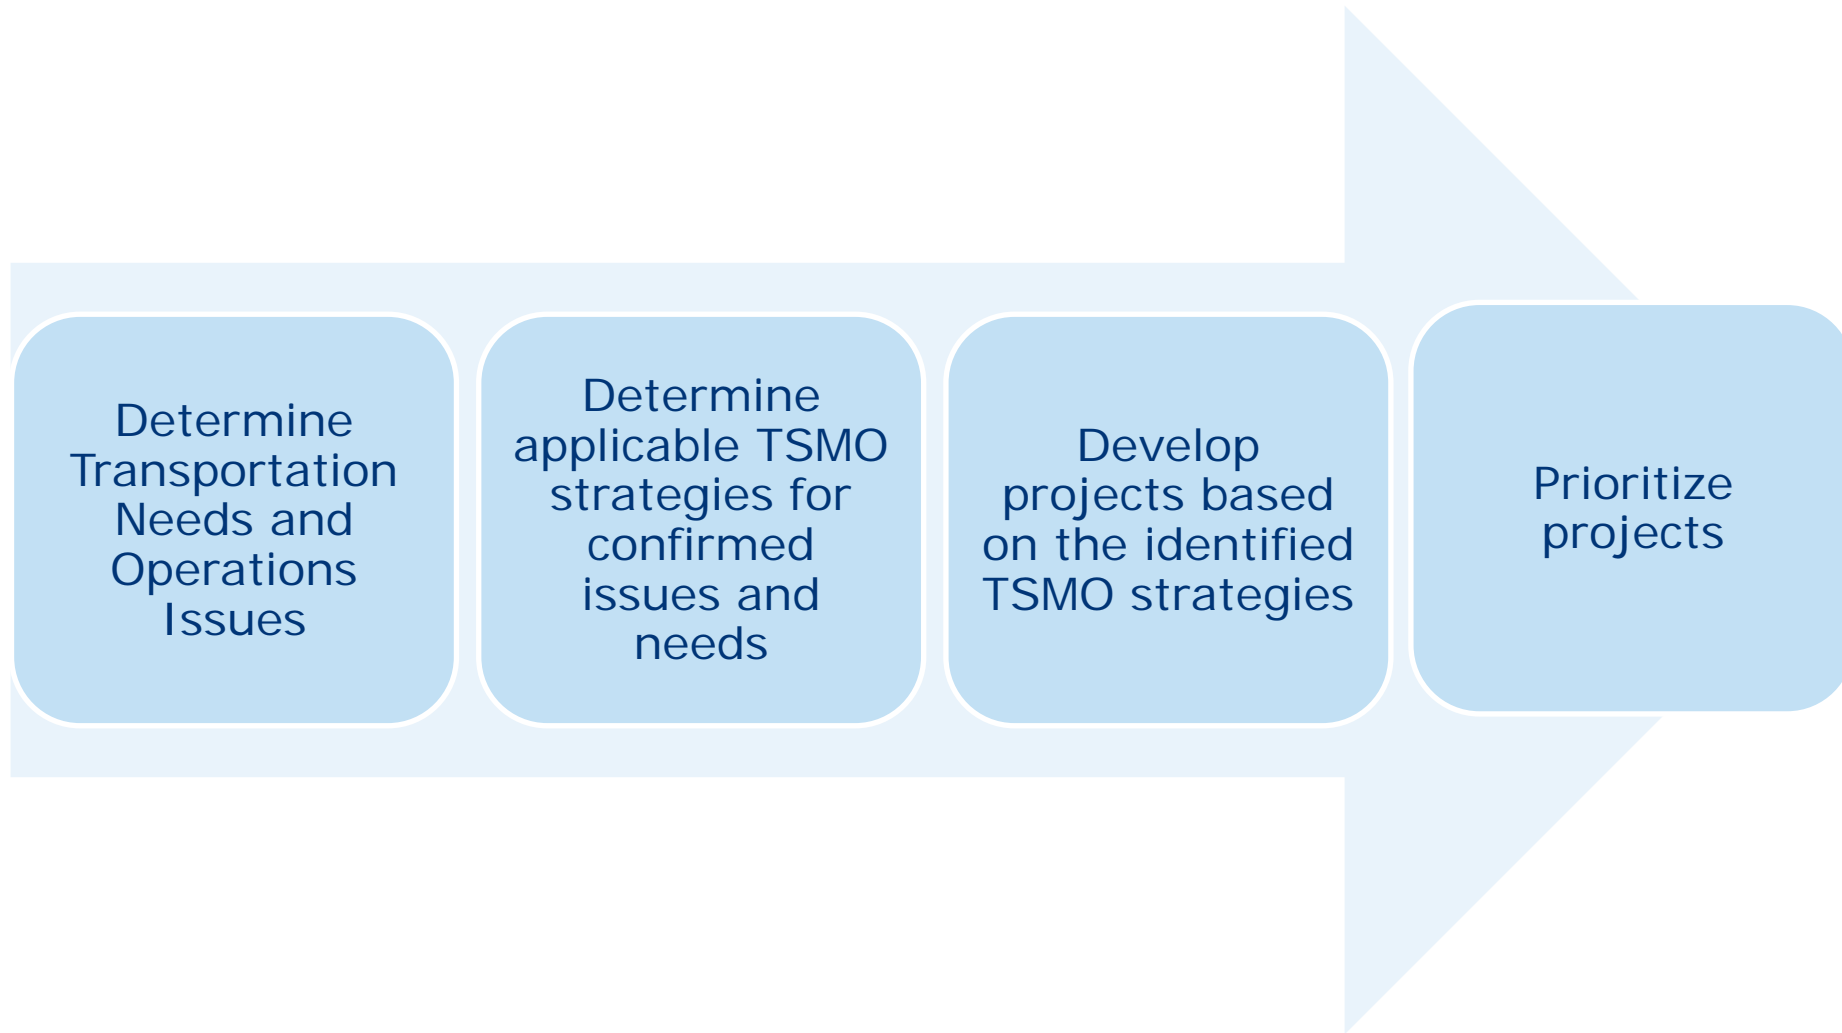 Determine
Transportation
Needs and
Operations
Issues
Determine
applicable TSMO
strategies for
confirmed
issues and
needs
Develop
projects based
on the identified
TSMO strategies
Prioritize
projects